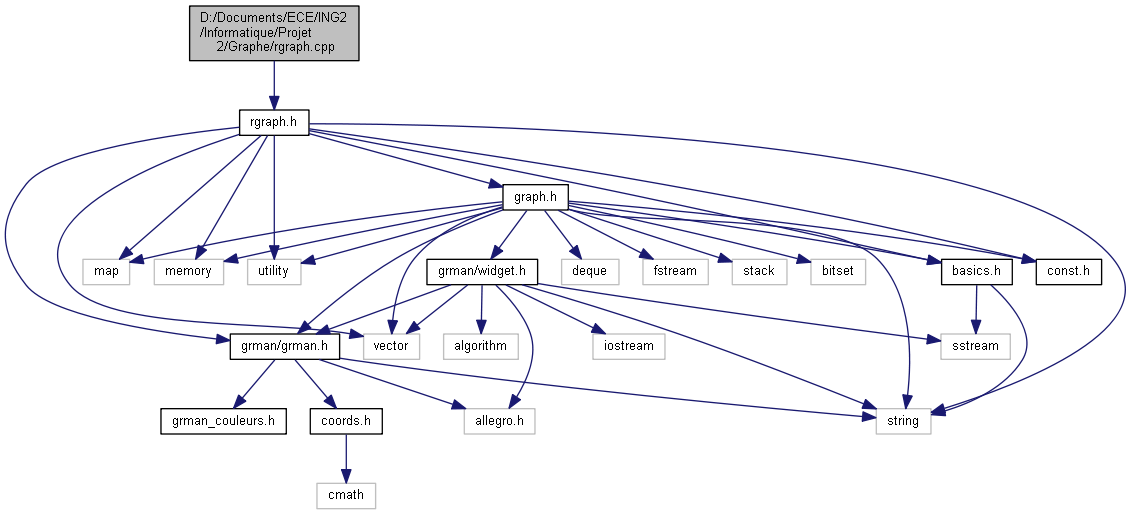 D:/Documents/ECE/ING2
/Informatique/Projet
2/Graphe/rgraph.cpp
rgraph.h
graph.h
map
memory
utility
grman/widget.h
deque
fstream
stack
bitset
basics.h
const.h
grman/grman.h
vector
algorithm
iostream
sstream
grman_couleurs.h
coords.h
allegro.h
string
cmath